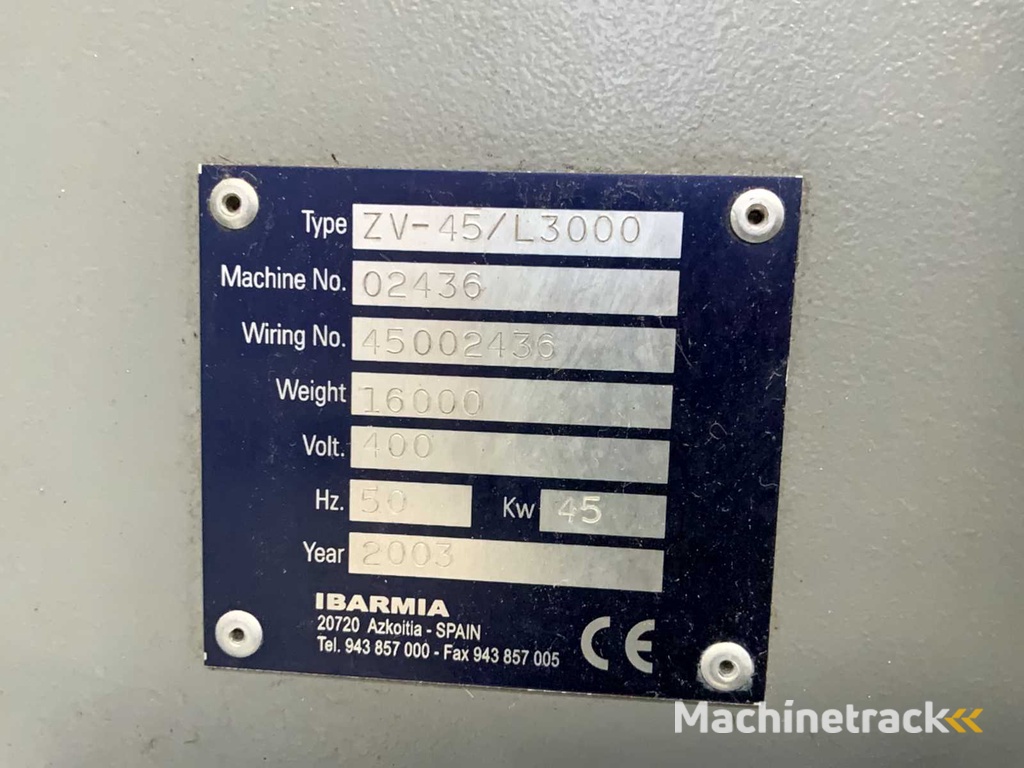 Type ZV-45/L3000
Machine No. 02436
Wiring No. 45002436
Weight 16000
Volt. 400
Hz. 50 Kw 45
Year 2003
IBARMIA
20720 Azkoitia - SPAIN
Tel. 943 857 000 - Fax 943 857 005
CE
Machinetrack